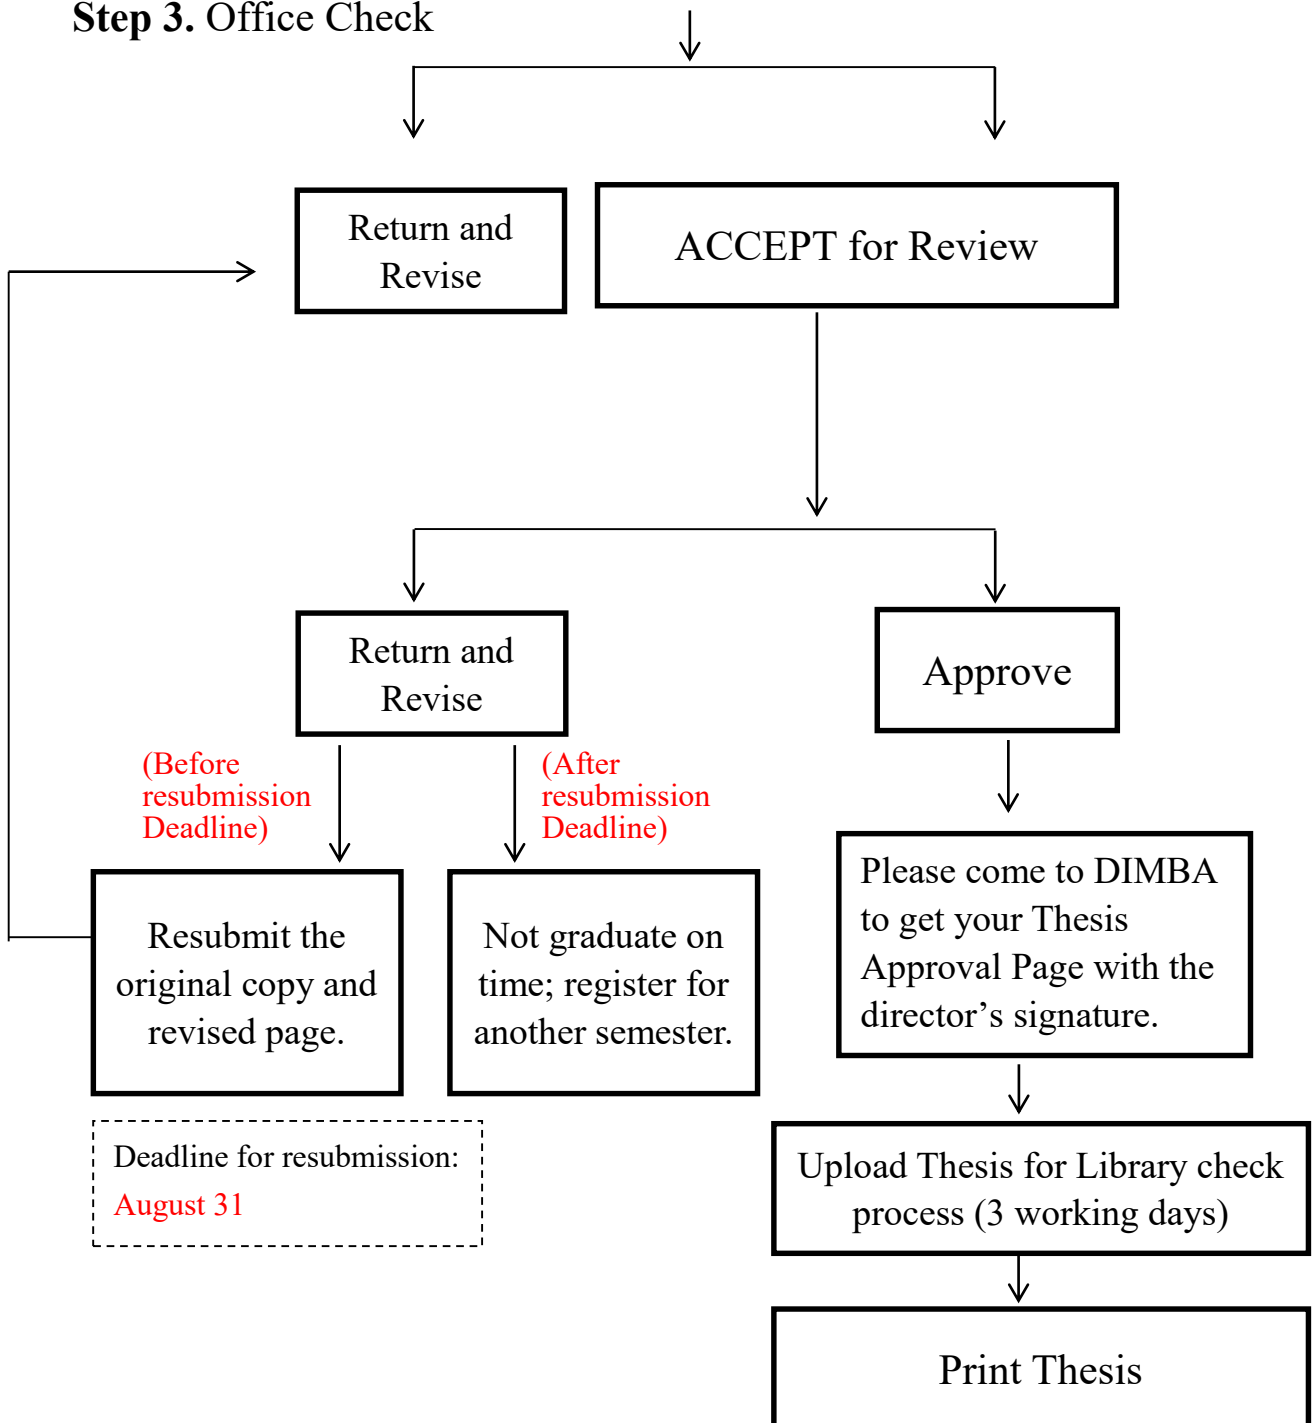 Step 3. Office Check
Return and
Revise
ACCEPT for Review
Return and
Revise
Approve
(Before
resubmission
Deadline)
(After
resubmission
Deadline)
Resubmit the
original copy and
revised page.
Not graduate on
time; register for
another semester.
Please come to DIMBA
to get your Thesis
Approval Page with the
director’s signature.
Deadline for resubmission:
August 31
Upload Thesis for Library check
process (3 working days)
Print Thesis